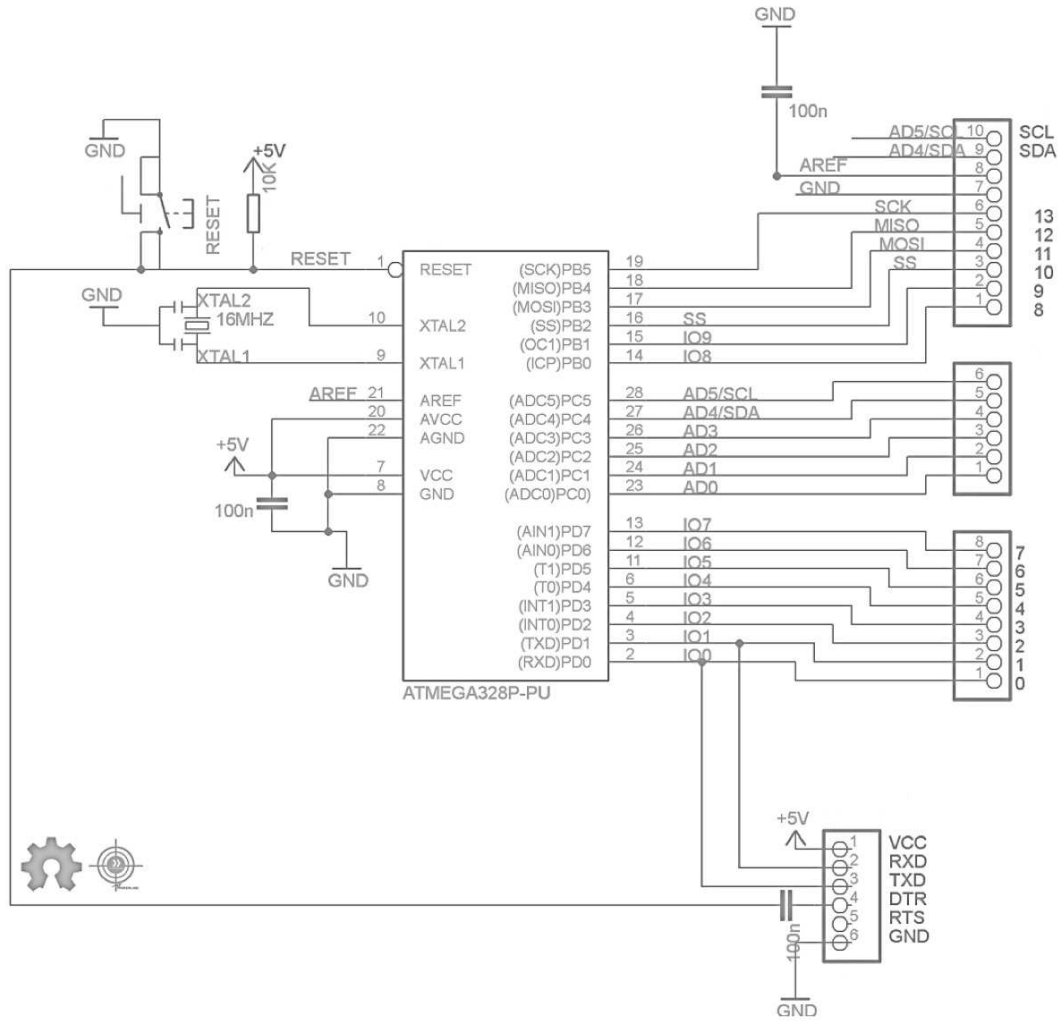 GND
100n
AD5/SCL 10 SCL
AD4/SDA 9 SDA
AREF 8
GND 7
SCK 6 13
MISO 5 12
MOSI 4 11
SS 3 10
2 9
1 8
GND
+5V
10K
RESET
RESET 1 RESET
(SCK)PB5 19
(MISO)PB4 18
(MOSI)PB3 17
(SS)PB2 16 SS
(OC1)PB1 15 IO9
(ICP)PB0 14 IO8
GND
XTAL2
16MHZ
XTAL1
10 XTAL2
9 XTAL1
AREF 21 AREF
20 AVCC
22 AGND
+5V
7 VCC
8 GND
100n
GND
(ADC5)PC5 28 AD5/SCL 6
(ADC4)PC4 27 AD4/SDA 5
(ADC3)PC3 26 AD3 4
(ADC2)PC2 25 AD2 3
(ADC1)PC1 24 AD1 2
(ADC0)PC0) 23 AD0 1
(AIN1)PD7 13 IO7 8 7
(AIN0)PD6 12 IO6 7 6
(T1)PD5 11 IO5 6 5
(T0)PD4 6 IO4 5 4
(INT1)PD3 5 IO3 4 3
(INT0)PD2 4 IO2 3 2
(TXD)PD1 3 IO1 2 1
(RXD)PD0 2 IO0 1 0
ATMEGA328P-PU
+5V
1 VCC
2 RXD
3 TXD
4 DTR
5 RTS
6 GND
100n
GND